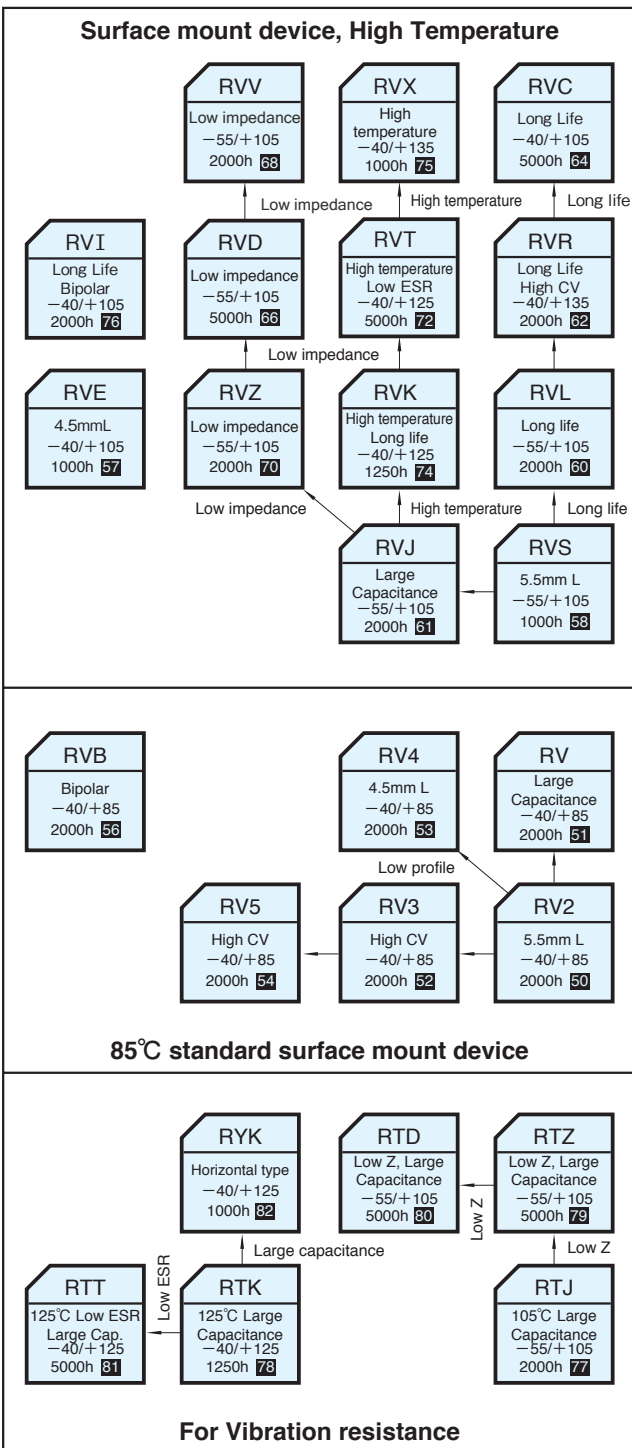 Surface mount device, High Temperature
RVV
Low impedance
−55/+105
2000h 68
RVX
High
temperature
−40/+135
1000h 75
RVC
Long Life
−40/+105
5000h 64
Low impedance
High temperature
Long life
RVI
Long Life
Bipolar
−40/+105
2000h 76
RVD
Low impedance
−55/+105
5000h 66
RVT
High temperature
Low ESR
−40/+125
5000h 72
RVR
Long Life
High CV
−40/+135
2000h 62
Low impedance
RVE
4.5mmL
−40/+105
1000h 57
RVZ
Low impedance
−55/+105
2000h 70
RVK
High temperature
Long life
−40/+125
1250h 74
RVL
Long life
−55/+105
2000h 60
Low impedance
High temperature
Long life
RVJ
Large
Capacitance
−55/+105
2000h 61
RVS
5.5mm L
−55/+105
1000h 58
RVB
Bipolar
−40/+85
2000h 56
RV4
4.5mm L
−40/+85
2000h 53
RV
Large
Capacitance
−40/+85
2000h 51
Low profile
RV5
High CV
−40/+85
2000h 54
RV3
High CV
−40/+85
2000h 52
RV2
5.5mm L
−40/+85
2000h 50
85℃ standard surface mount device
RYK
Horizontal type
−40/+125
1000h 82
RTD
Low Z, Large
Capacitance
−55/+105
5000h 80
Low Z
RTZ
Low Z, Large
Capacitance
−55/+105
5000h 79
Large capacitance
Low Z
RTT
125℃ Low ESR
Large Cap.
−40/+125
5000h 81
Low ESR
RTK
125℃ Large
Capacitance
−40/+125
1250h 78
RTJ
105℃ Large
Capacitance
−55/+105
2000h 77
For Vibration resistance